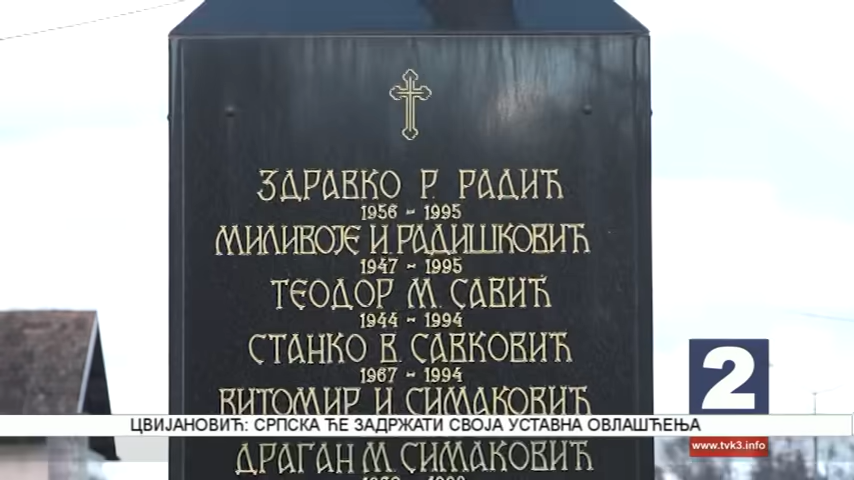 ЗДРАВКО Р. РАДИЋ
1956 - 1995
МИЛИВОЈЕ И. РАДИШКОВИЋ
1947 - 1995
ТЕОДОР М. САВИЋ
1944 - 1994
СТАНКО В. САВКОВИЋ
1967 - 1994
ВИТОМИР И. СИМАКОВИЋ
2
ЦВИЈАНОВИЋ: СРПСКА ЋЕ ЗАДРЖАТИ СВОЈА УСТАВНА ОВЛАШЋЕЊА
www.tvk3.info
ДРАГАН М. СИМАКОВИЋ